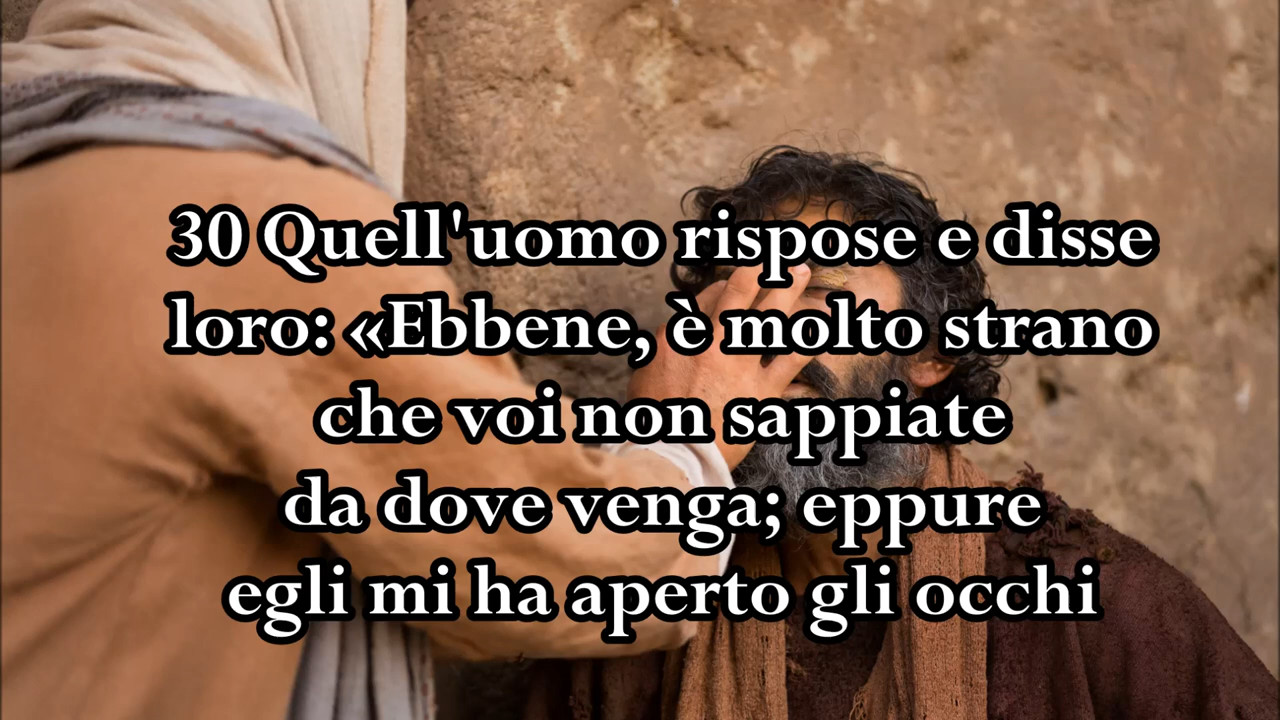 30 Quell'uomo rispose e disse
loro: «Ebbene, è molto strano
che voi non sappiate
da dove venga; eppure
egli mi ha aperto gli occhi